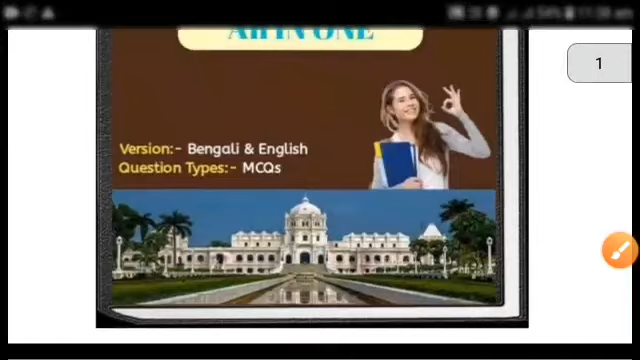 All IN ONE
1
Version:- Bengali & English
Question Types:- MCQs